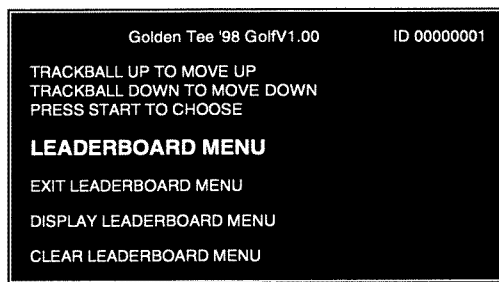 Golden Tee '98 GolfV1.00 ID 00000001
TRACKBALL UP TO MOVE UP
TRACKBALL DOWN TO MOVE DOWN
PRESS START TO CHOOSE
LEADERBOARD MENU
EXIT LEADERBOARD MENU
DISPLAY LEADERBOARD MENU
CLEAR LEADERBOARD MENU